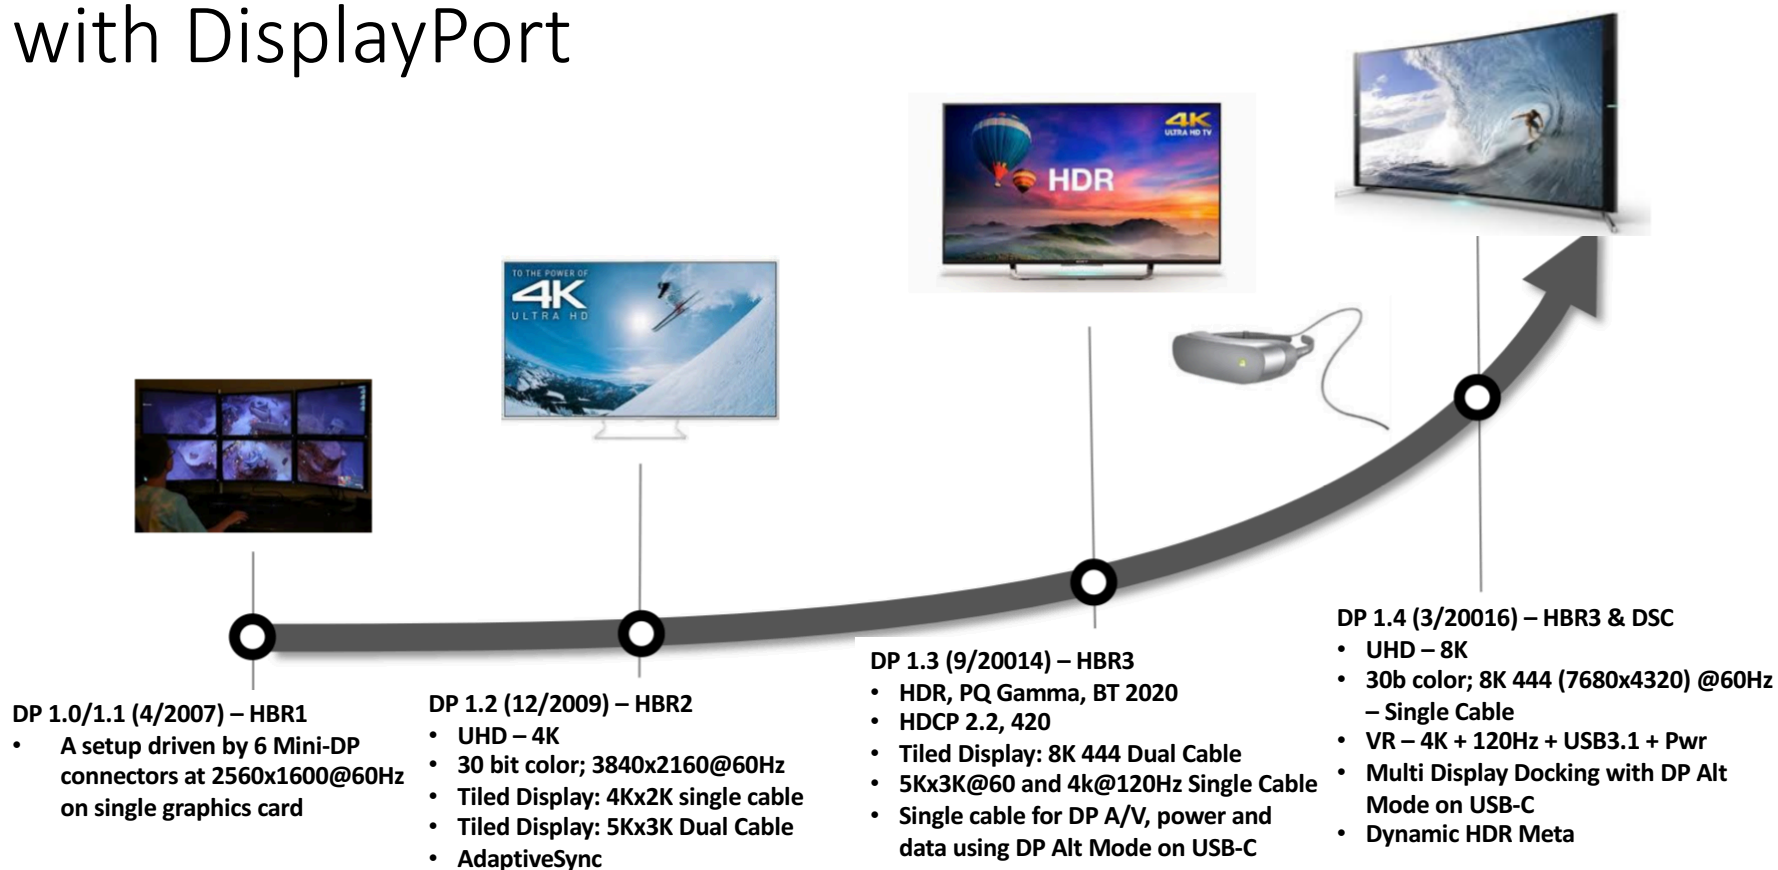 with DisplayPort
4K
ULTRA HD TV
HDR
TO THE POWER OF
4K
ULTRA HD
DP 1.0/1.1 (4/2007) – HBR1
• A setup driven by 6 Mini-DP
connectors at 2560x1600@60Hz
on single graphics card
DP 1.2 (12/2009) – HBR2
• UHD – 4K
• 30 bit color; 3840x2160@60Hz
• Tiled Display: 4Kx2K single cable
• Tiled Display: 5Kx3K Dual Cable
• AdaptiveSync
DP 1.3 (9/20014) – HBR3
• HDR, PQ Gamma, BT 2020
• HDCP 2.2, 420
• Tiled Display: 8K 444 Dual Cable
• 5Kx3K@60 and 4k@120Hz Single Cable
• Single cable for DP A/V, power and
data using DP Alt Mode on USB-C
DP 1.4 (3/20016) – HBR3 & DSC
• UHD – 8K
• 30b color; 8K 444 (7680x4320) @60Hz
– Single Cable
• VR – 4K + 120Hz + USB3.1 + Pwr
• Multi Display Docking with DP Alt
Mode on USB-C
• Dynamic HDR Meta